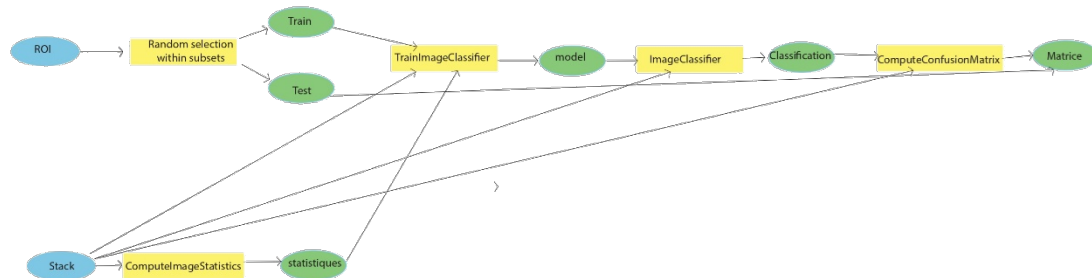 Train
ROI
Random selection
within subsets
TrainImageClassifier
model
ImageClassifier
Classification
ComputeConfusionMatrix
Matrice
Test
Stack
ComputeImageStatistics
statistiques